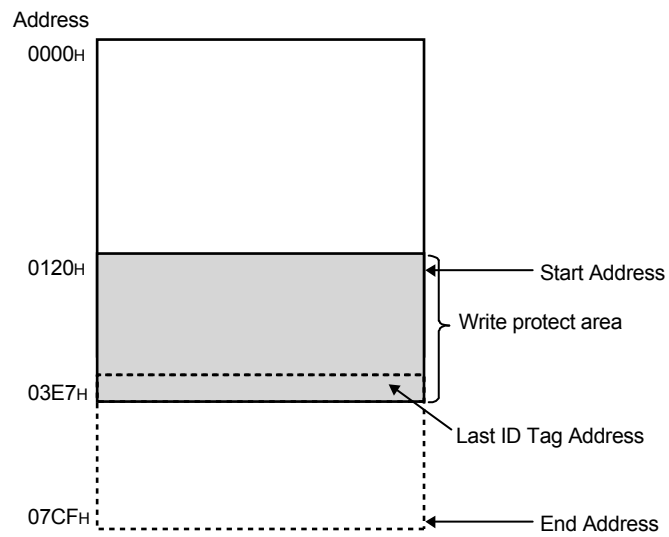 Address
0000H
0120H
Start Address
Write protect area
03E7H
Last ID Tag Address
07CFH
End Address